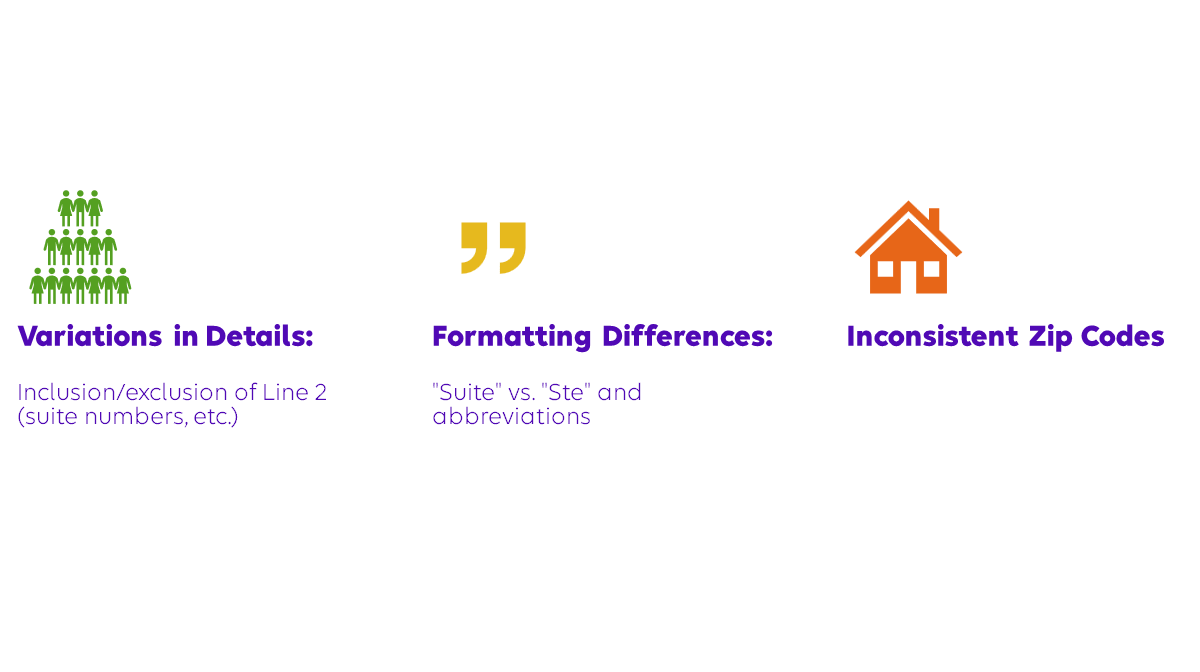 Variations in Details:
Inclusion/exclusion of Line 2
(suite numbers, etc.)
Formatting Differences:
"Suite" vs. "Ste" and
abbreviations
Inconsistent Zip Codes